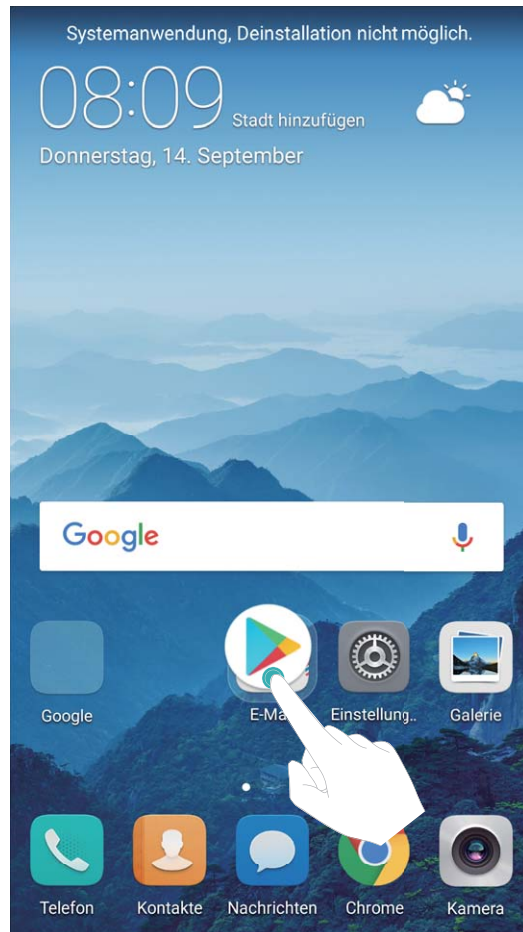 Systemanwendung, Deinstallation nicht möglich.
08:09 Stadt hinzufügen
Donnerstag, 14. September
Google
Google
E-Ma
Einstellung..
Galerie
Telefon
Kontakte
Nachrichten
Chrome
Kamera